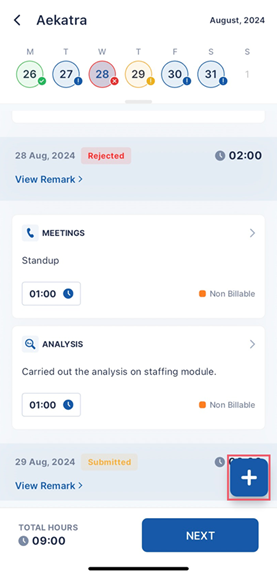 Aekatra
August, 2024
M T W T F S S
26 27 28 29 30 31 1
28 Aug, 2024 Rejected 02:00
View Remark >
MEETINGS
Standup
01:00 Non Billable
ANALYSIS
Carried out the analysis on staffing module.
01:00 Non Billable
29 Aug, 2024 Submitted
View Remark >
TOTAL HOURS
09:00
NEXT